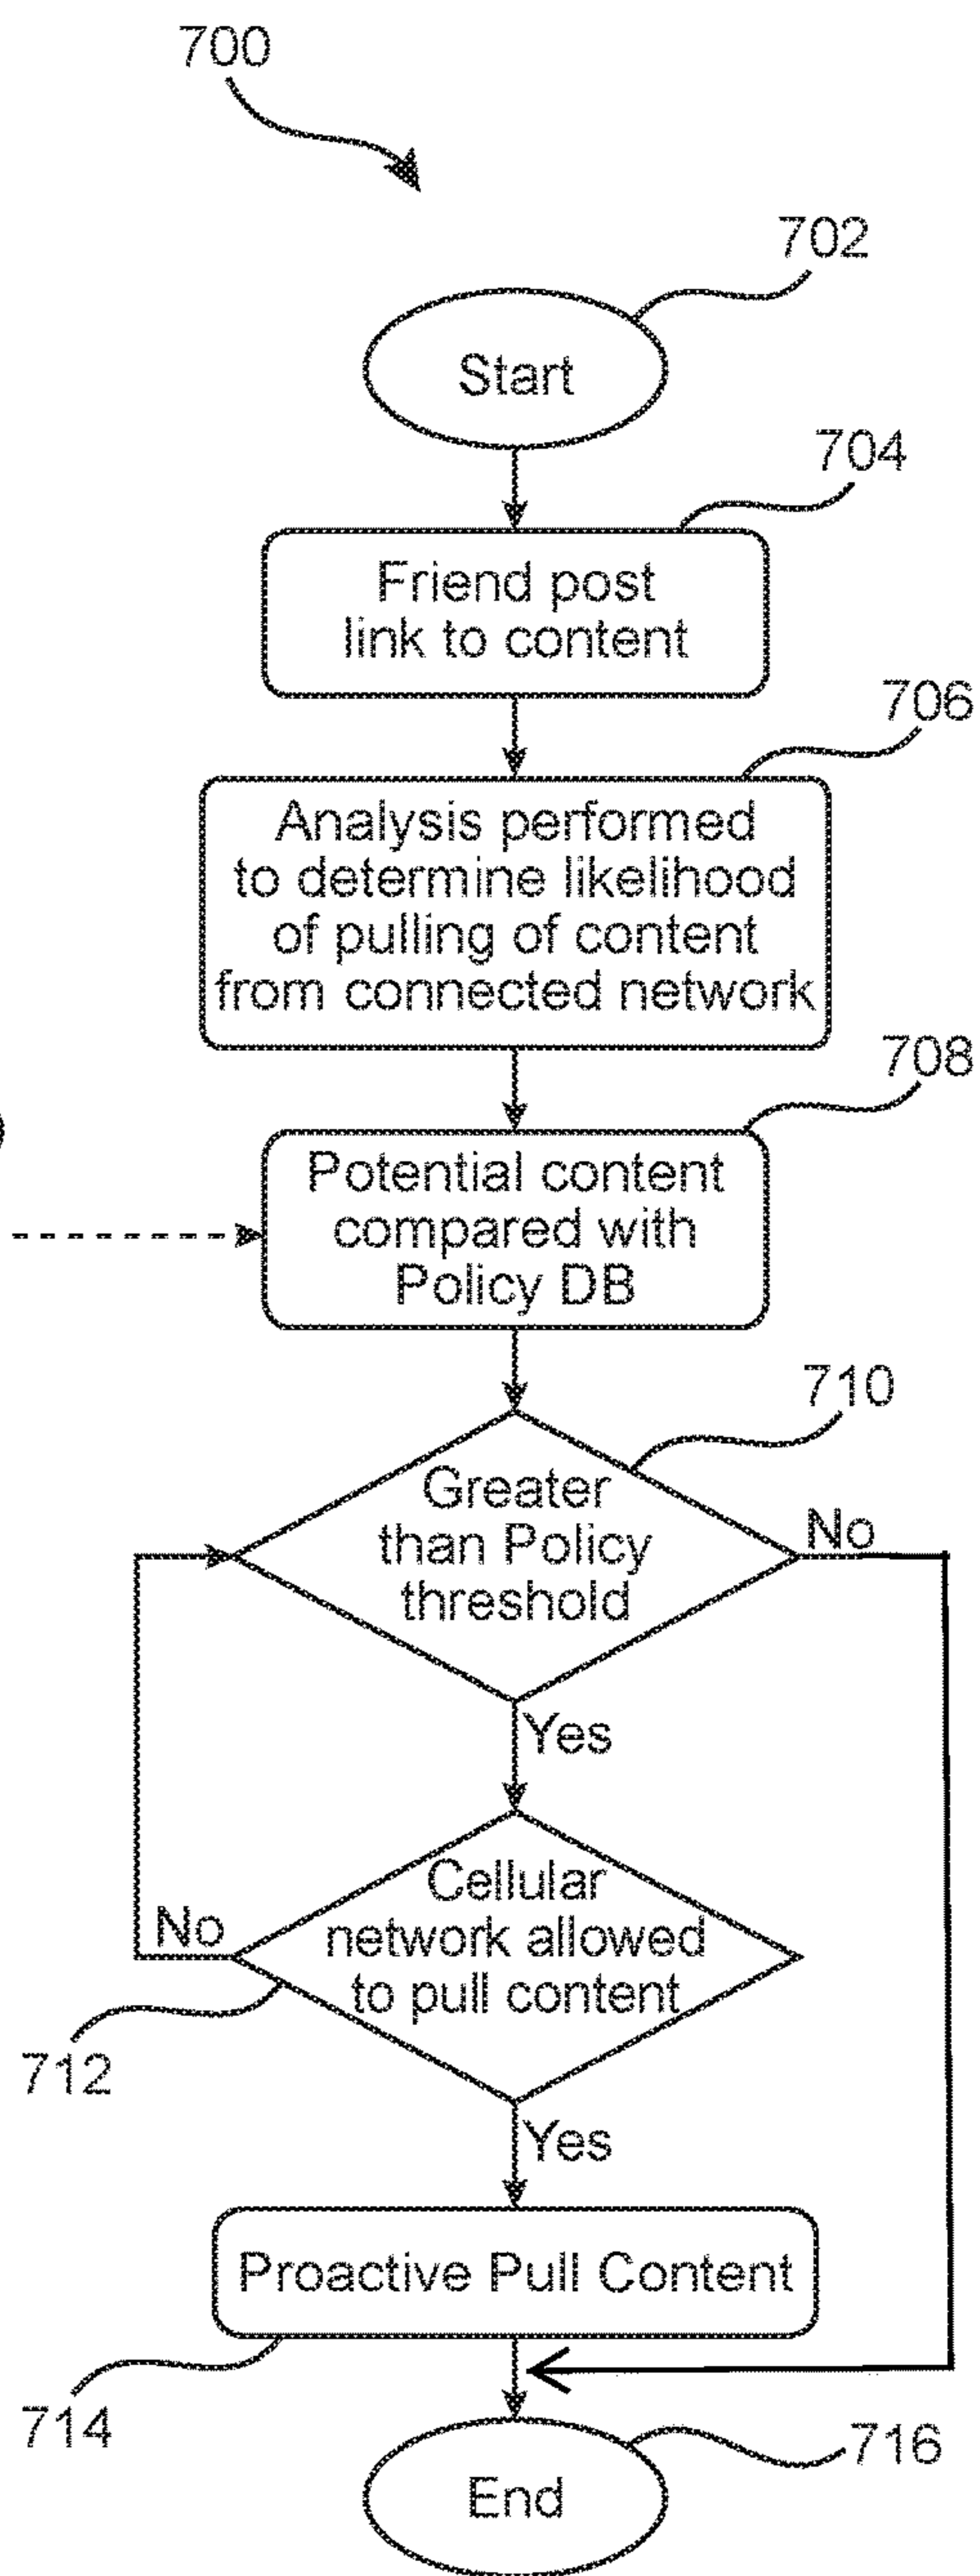 700
702
Start
704
Friend post
link to content
706
Analysis performed
to determine likelihood
of pulling of content
from connected network
708
Potential content
compared with
Policy DB
710
Greater
than Policy
threshold
No
Yes
Cellular
network allowed
to pull content
No
712
Yes
Proactive Pull Content
714
716
End